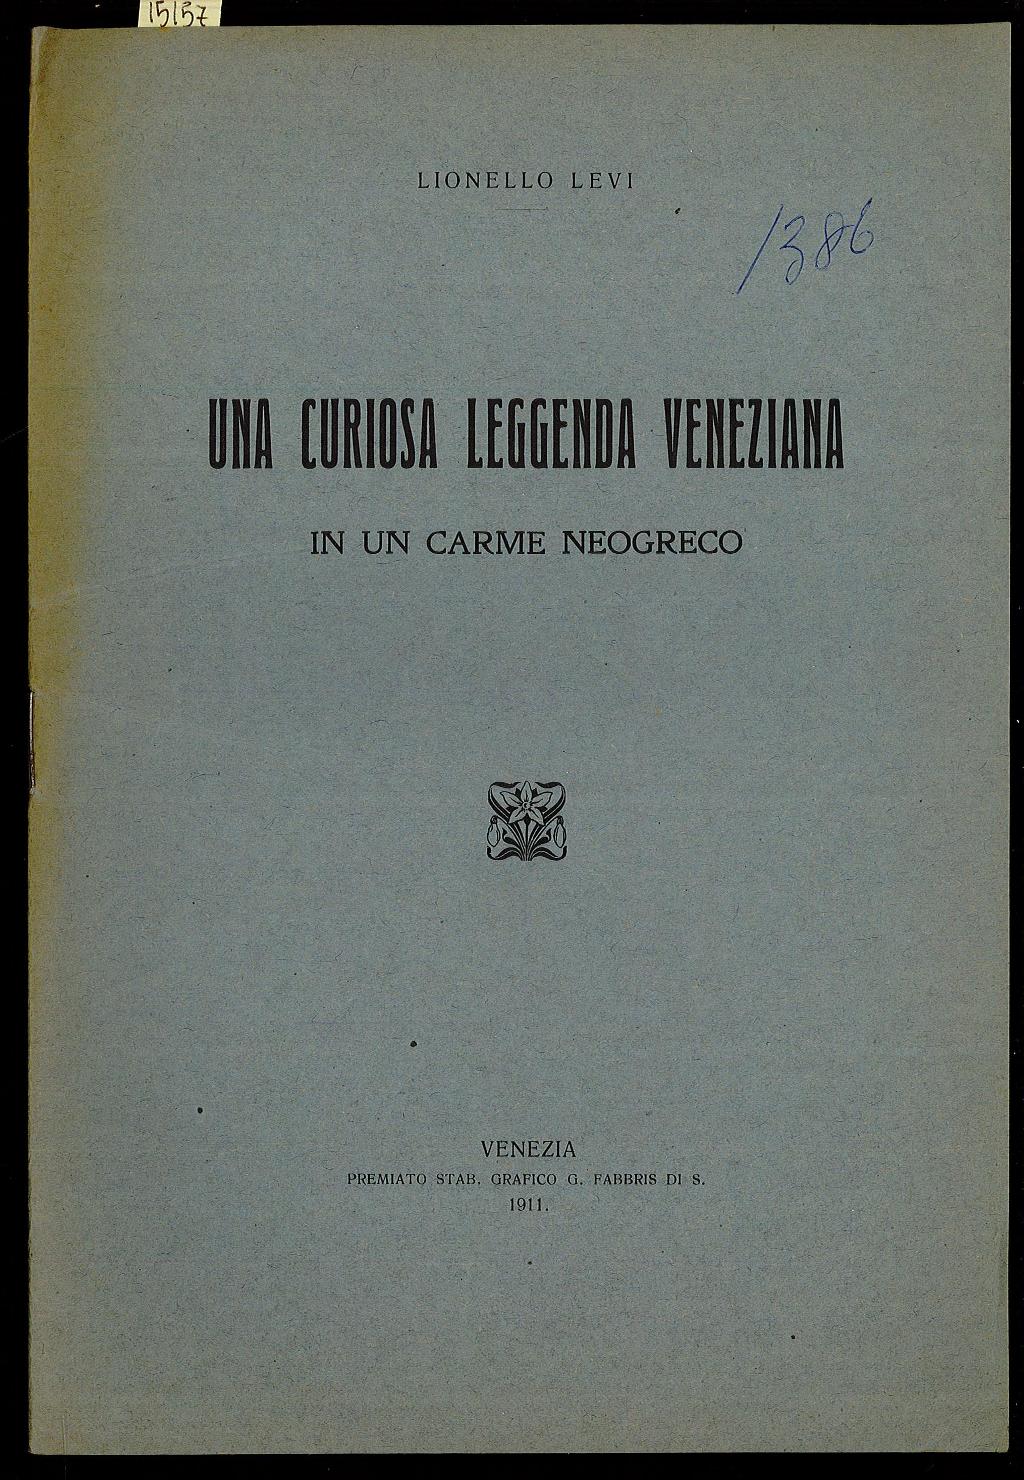 15157
LIONELLO LEVI
1386
UNA CURIOSA LEGGENDA VENEZIANA
IN UN CARME NEOGRECO
VENEZIA
PREMIATO STAB. GRAFICO G. FABBRIS DI S.
1911.